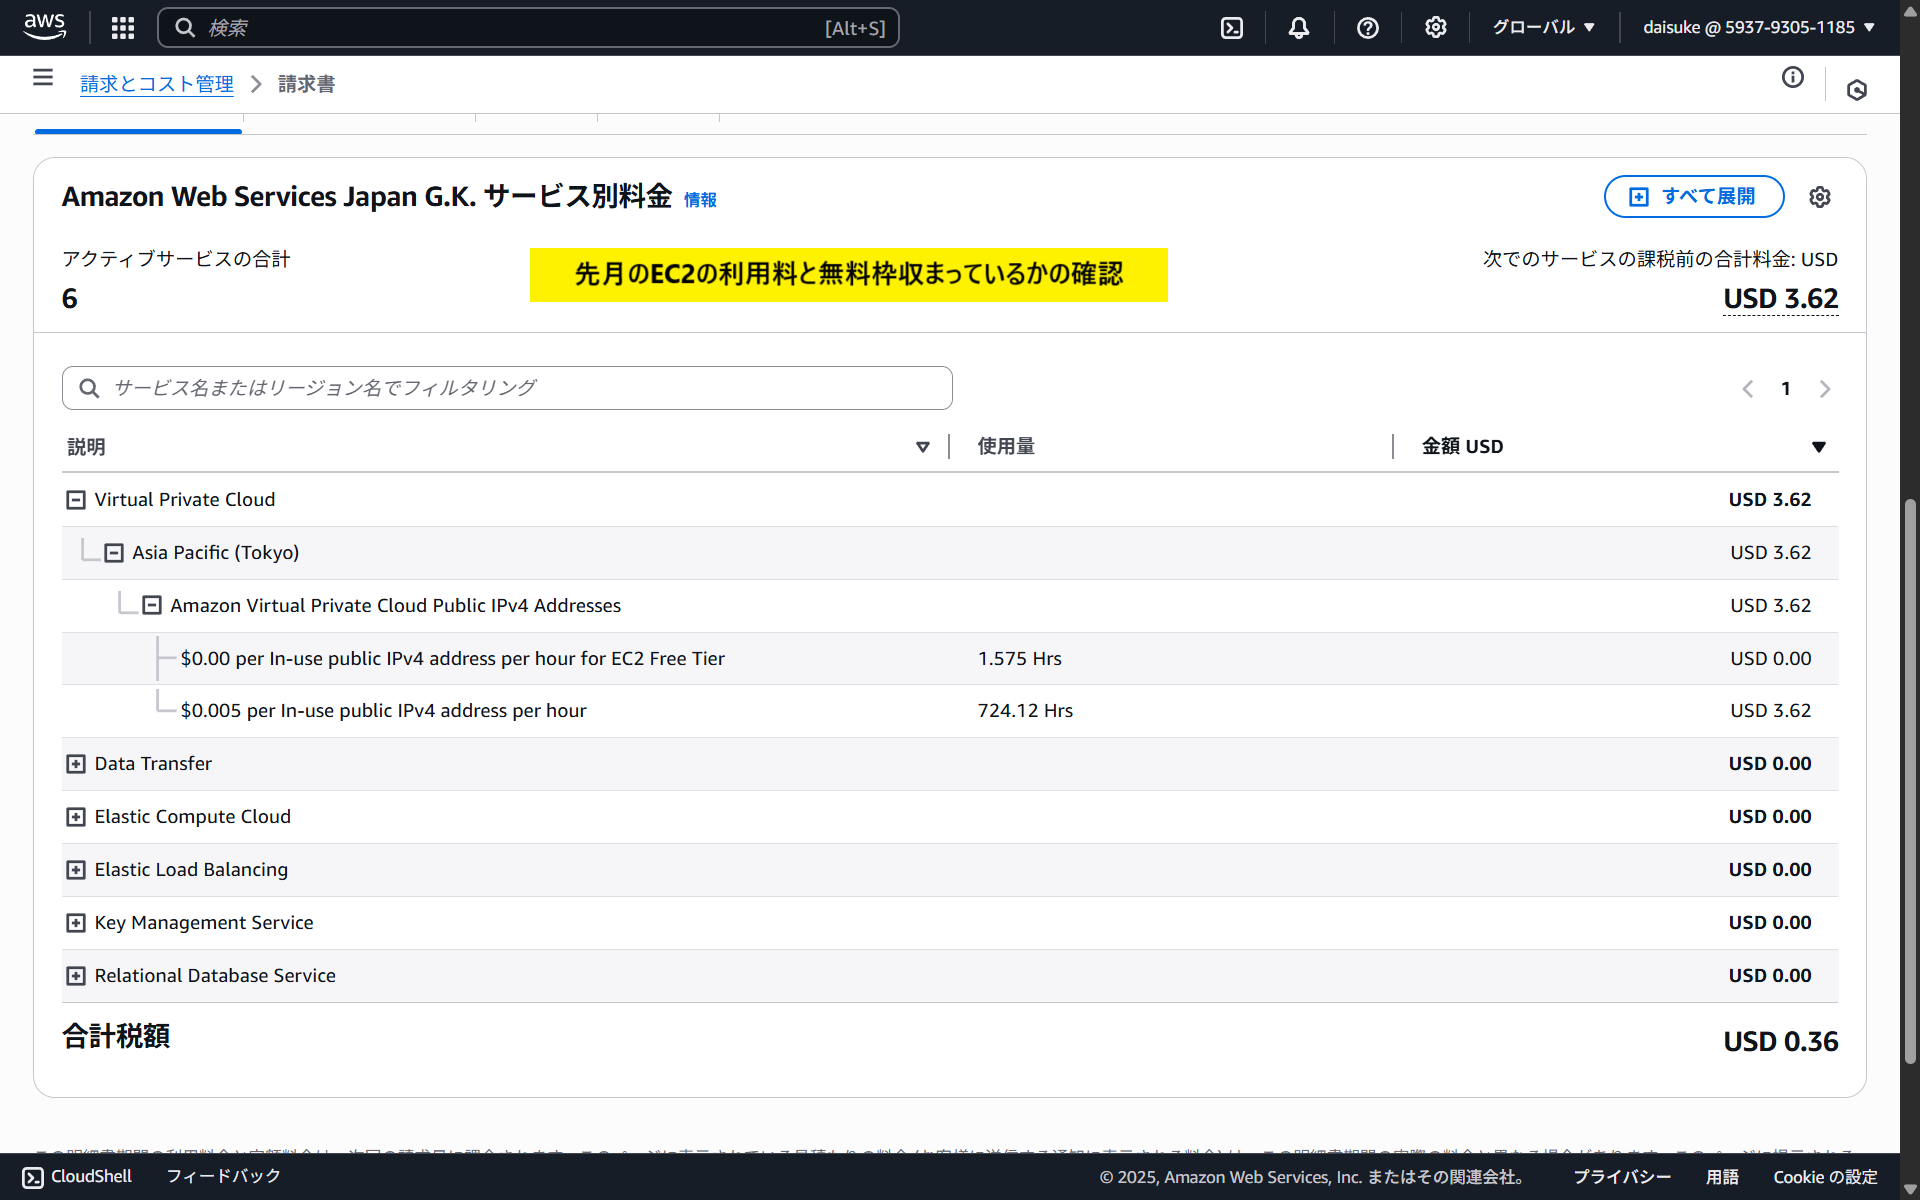 aws
検索
[Alt+S]
グローバル
daisuke @ 5937-9305-1185
請求とコスト管理
請求書
Amazon Web Services Japan G.K. サービス別料金 情報
すべて展開
アクティブサービスの合計
6
先月のEC2の利用料と無料枠収まっているかの確認
次でのサービスの課税前の合計料金: USD
USD 3.62
サービス名またはリージョン名でフィルタリング
1
説明 使用量 金額 USD
Virtual Private Cloud USD 3.62
Asia Pacific (Tokyo) USD 3.62
Amazon Virtual Private Cloud Public IPv4 Addresses USD 3.62
$0.00 per In-use public IPv4 address per hour for EC2 Free Tier 1.575 Hrs USD 0.00
$0.005 per In-use public IPv4 address per hour 724.12 Hrs USD 3.62
Data Transfer USD 0.00
Elastic Compute Cloud USD 0.00
Elastic Load Balancing USD 0.00
Key Management Service USD 0.00
Relational Database Service USD 0.00
合計税額 USD 0.36
CloudShell
フィードバック
© 2025, Amazon Web Services, Inc. またはその関連会社。
プライバシー
用語
Cookie の設定